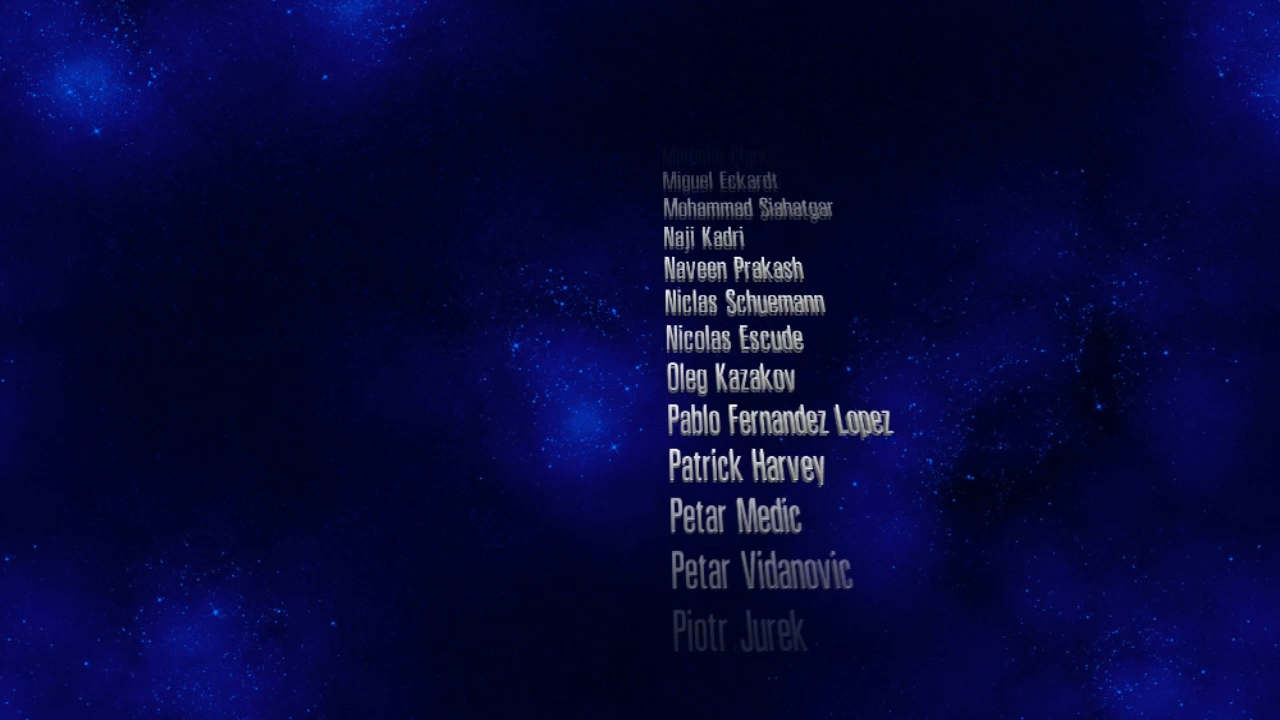 Miguel Eckardt
Mohammad Siahatgar
Naji Kadri
Naveen Prakash
Niclas Schuemann
Nicolas Escude
Oleg Kazakov
Pablo Fernandez Lopez
Patrick Harvey
Petar Medic
Petar Vidanovic
Piotr Jurek